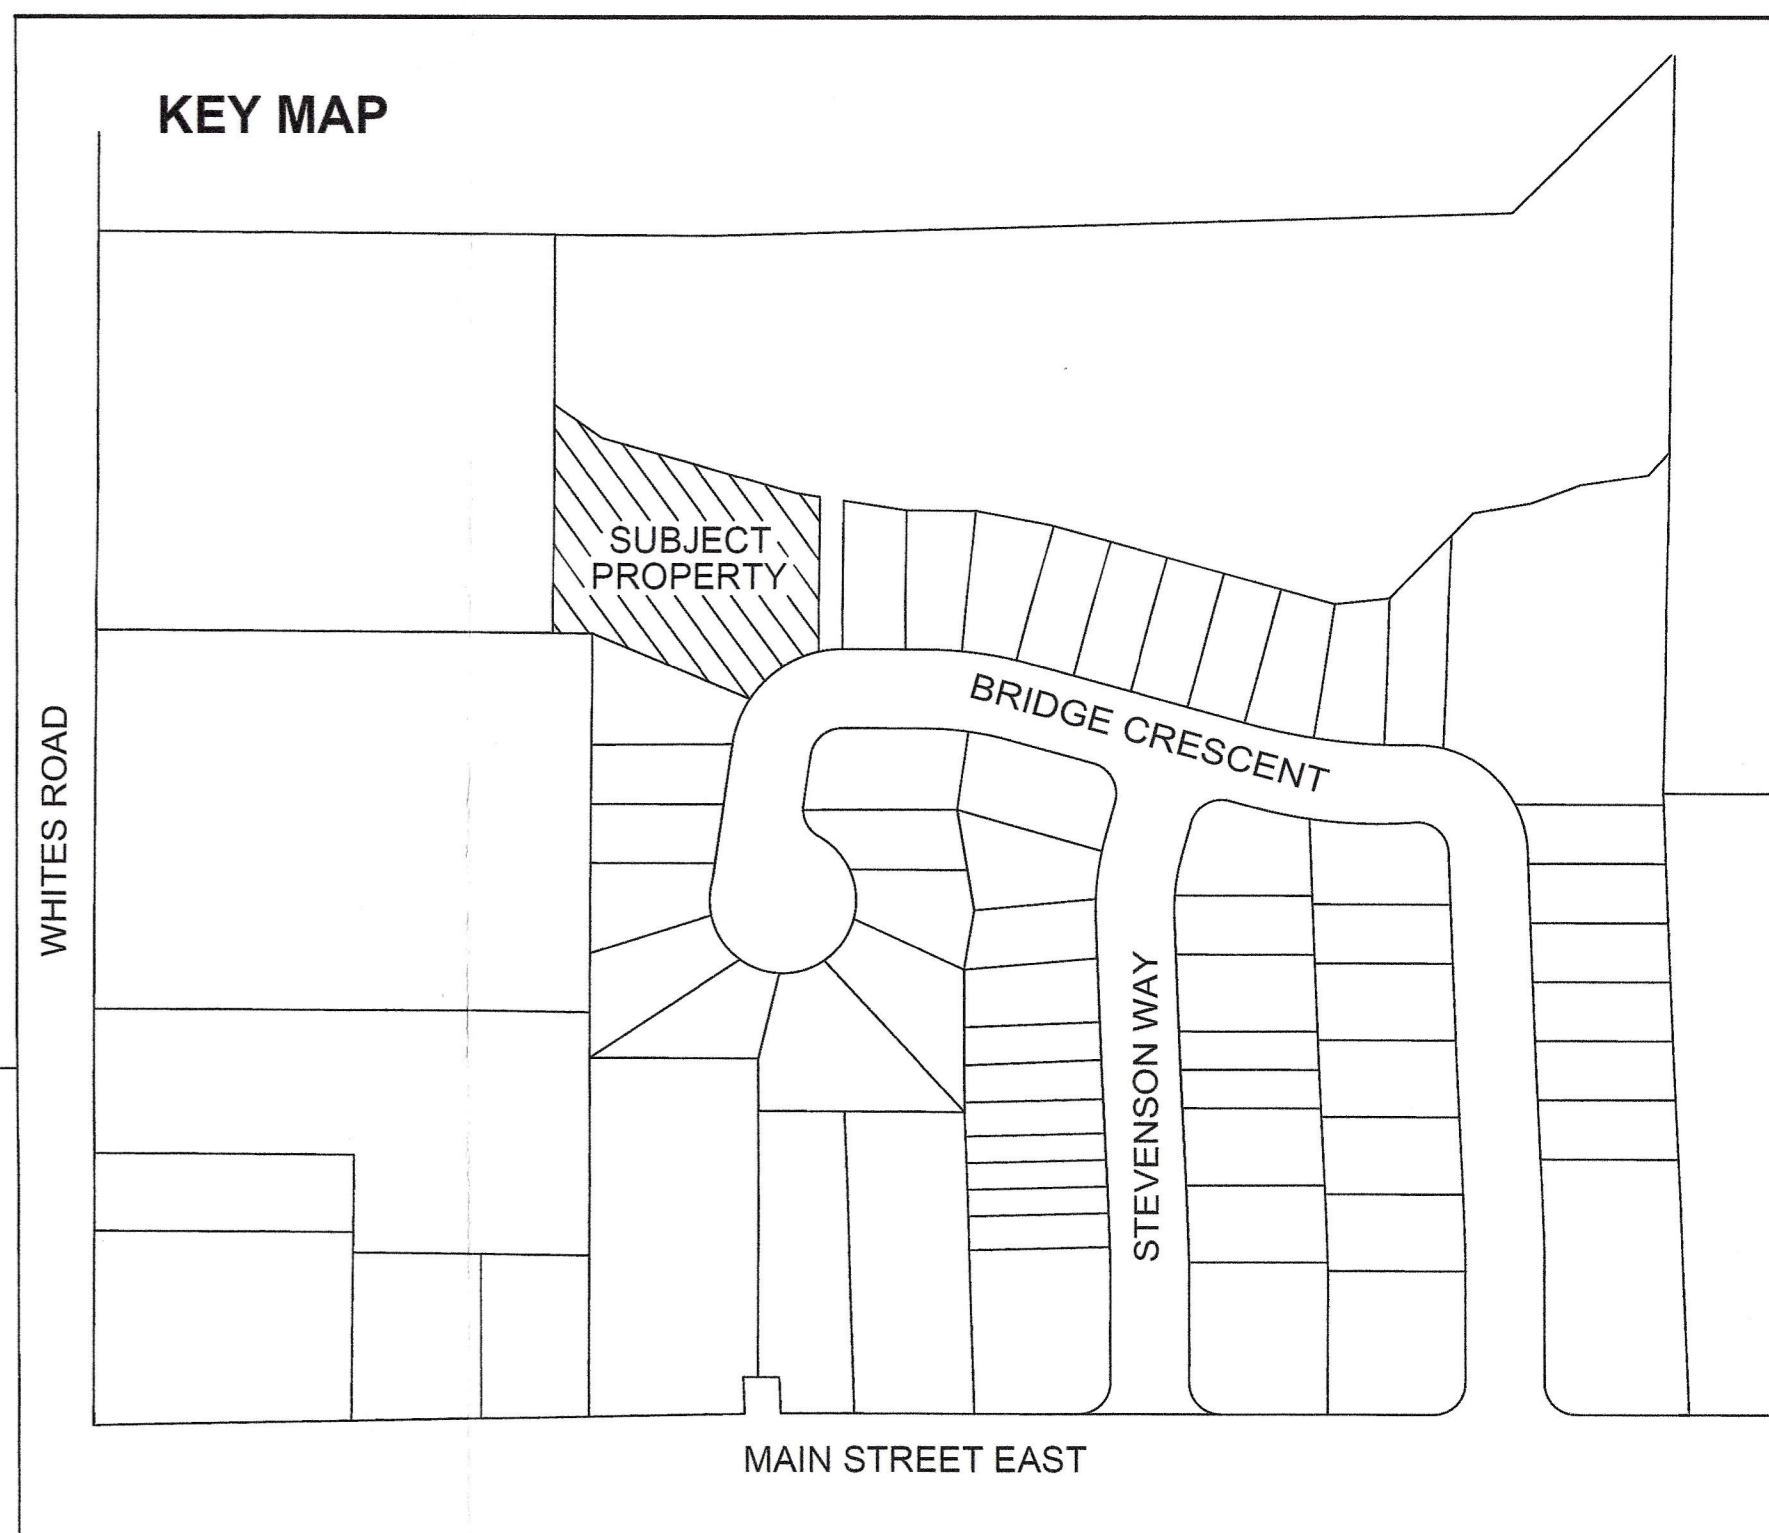 KEY MAP
SUBJECT
PROPERTY
BRIDGE CRESCENT
WHITES ROAD
STEVENSON WAY
MAIN STREET EAST